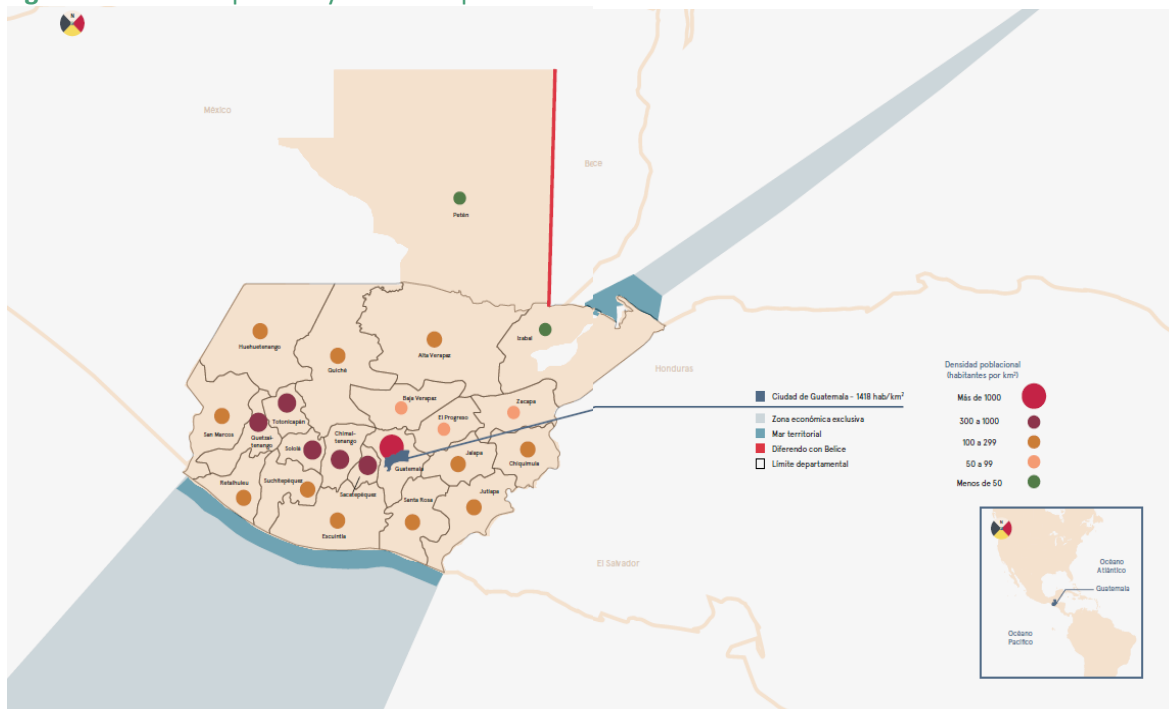 N
México
Bice
Petén
Izabal
Huehuetenango
Quiché
Alta Verapaz
Honduras
Baja Verapaz
Zacapa
El Progreso
San Marcos
Totonicapán
Quetzal-
tenango
Chimal-
tenango
Sololá
Guatemala
Jalapa
Chiquimula
Retalhuleu
Suchitepéquez
Sacatepéquez
Santa Rosa
Jutiapa
Escuintla
El Salvador
Ciudad de Guatemala - 1418 hab/km²
Zona económica exclusiva
Mar territorial
Diferendo con Belice
Límite departamental
Densidad poblacional
(habitantes por km²)
Más de 1000
300 a 1000
100 a 299
50 a 99
Menos de 50
N
Océano
Atlántico
Guatemala
Océano
Pacífico